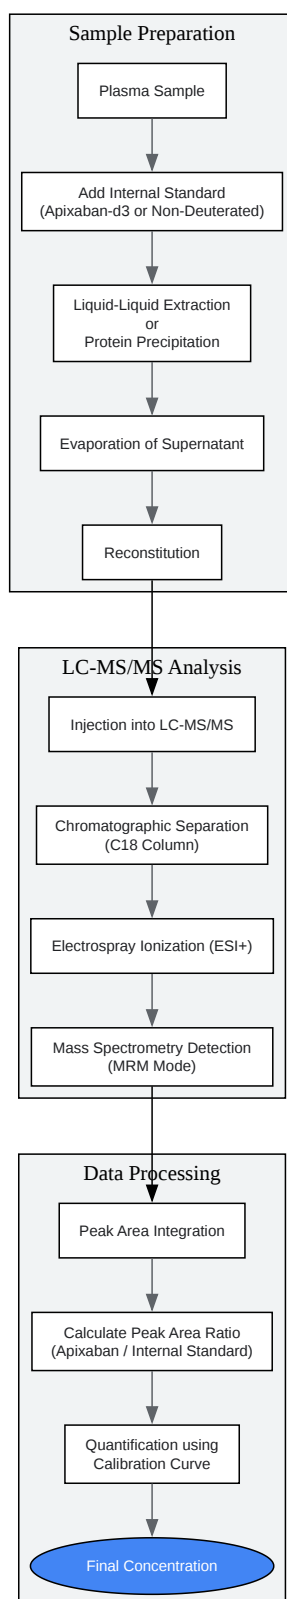 Sample Preparation
Plasma Sample
Add Internal Standard
(Apixaban-d3 or Non-Deuterated)
Liquid-Liquid Extraction
or
Protein Precipitation
Evaporation of Supernatant
Reconstitution
LC-MS/MS Analysis
Injection into LC-MS/MS
Chromatographic Separation
(C18 Column)
Electrospray Ionization (ESI+)
Mass Spectrometry Detection
(MRM Mode)
Data Processing
Peak Area Integration
Calculate Peak Area Ratio
(Apixaban / Internal Standard)
Quantification using
Calibration Curve
Final Concentration